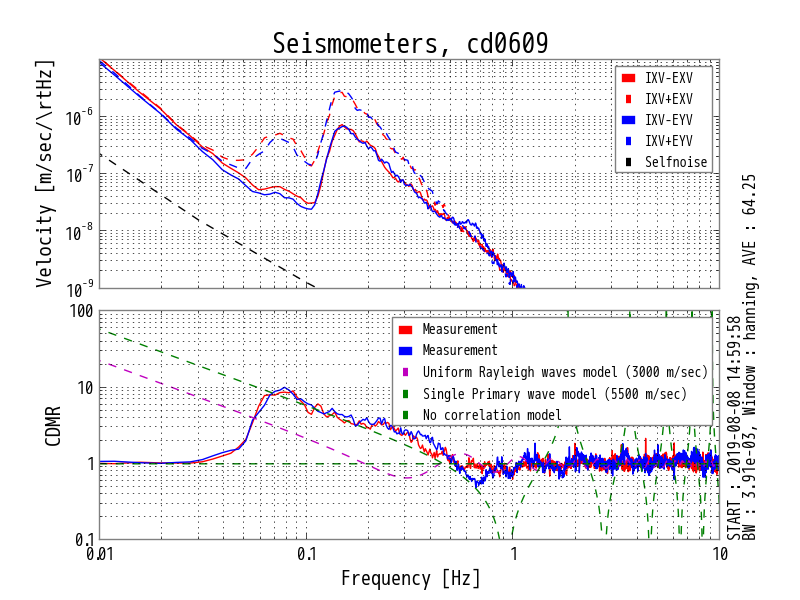 Seismometers, cd0609
Velocity [m/sec/\rtHz]
10^-6
10^-7
10^-8
10^-9
IXV-EXV
IXV+EXV
IXV-EYV
IXV+EYV
Selfnoise
CDMR
100
10
1
0.1
Measurement
Measurement
Uniform Rayleigh waves model (3000 m/sec)
Single Primary wave model (5500 m/sec)
No correlation model
0.01
0.1
1
10
Frequency [Hz]
START : 2019-08-08 14:59:58
BW : 3.91e-03, Window : hanning, AVE : 64.25